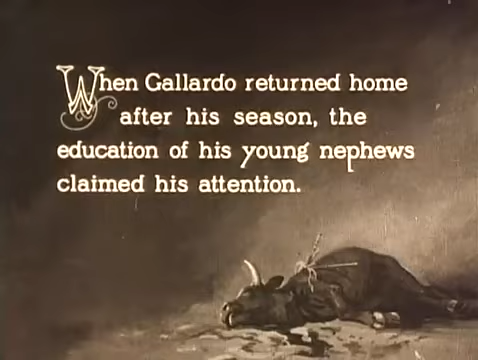 When Gallardo returned home
after his season, the
education of his young nephews
claimed his attention.